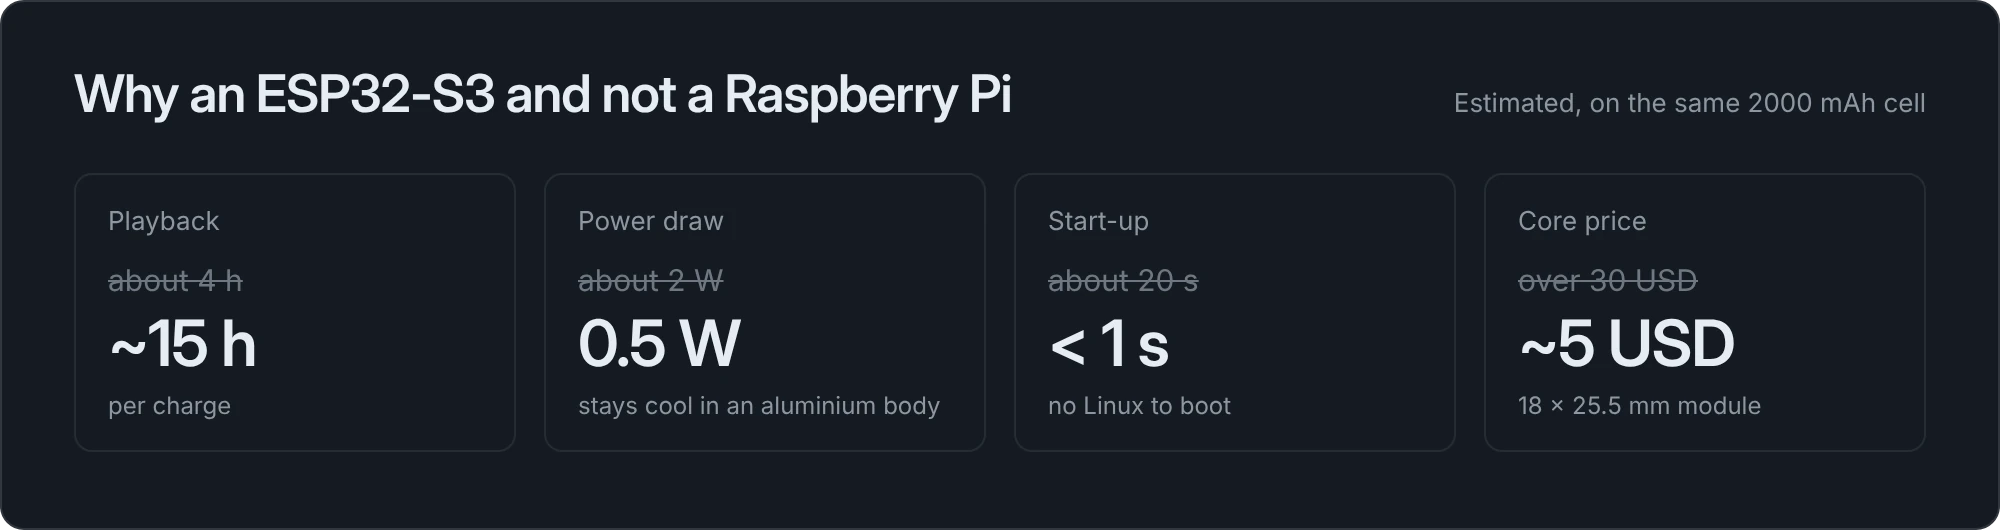 Why an ESP32-S3 and not a Raspberry Pi
Estimated, on the same 2000 mAh cell
Playback
about 4 h
~15 h
per charge
Power draw
about 2 W
0.5 W
stays cool in an aluminium body
Start-up
about 20 s
< 1 s
no Linux to boot
Core price
over 30 USD
~5 USD
18 × 25.5 mm module